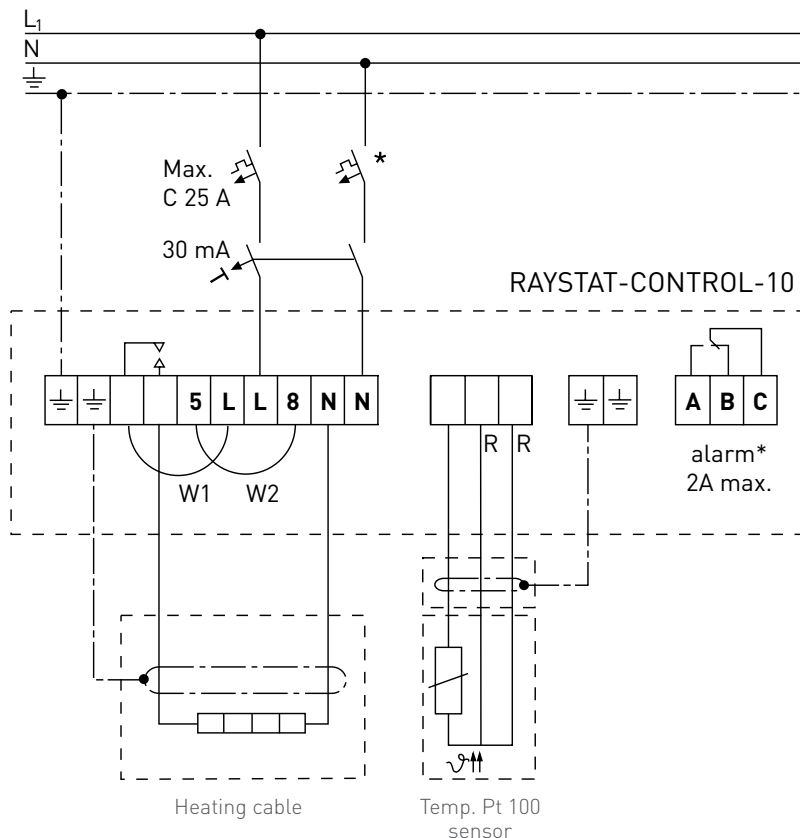 L1
N
Max.
C 25 A
*
30 mA
RAYSTAT-CONTROL-10
5 L L 8 N N
A B C
R R
alarm*
2A max.
W1 W2
ϑ
Heating cable
Temp. Pt 100
sensor